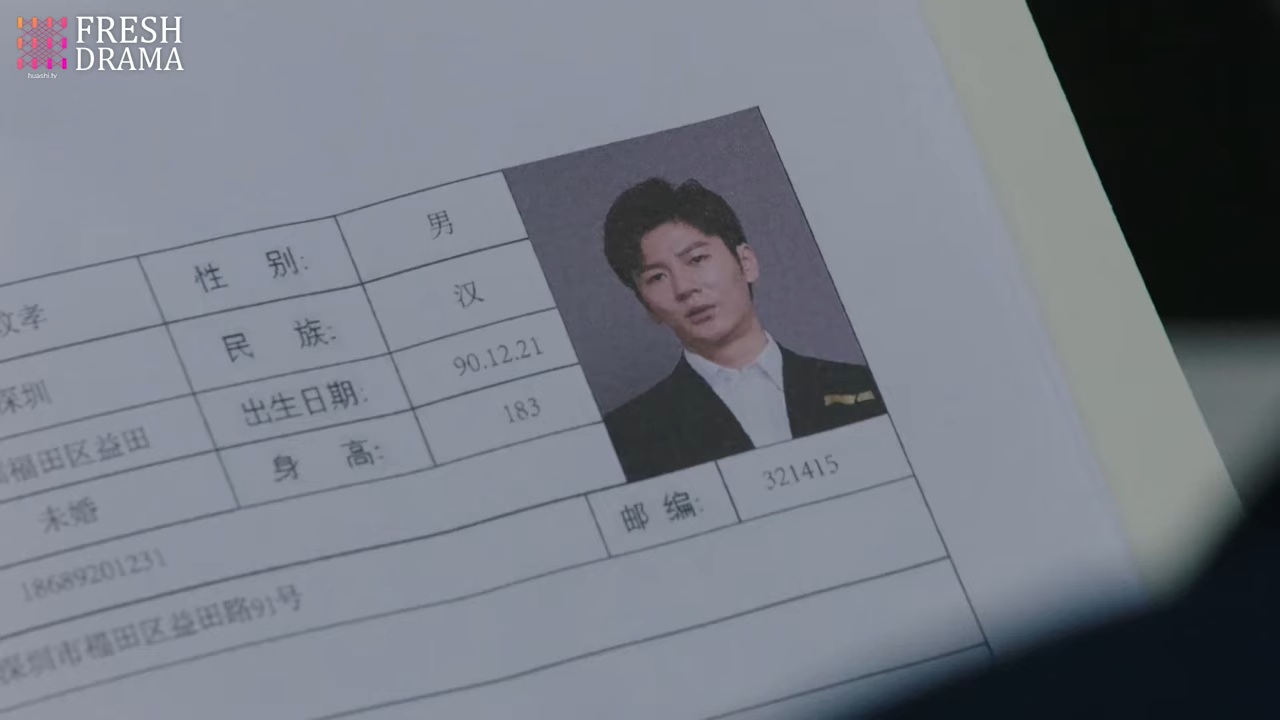 FRESH
DRAMA
huashi.tv
孝 性 别: 男
深圳 民 族: 汉
福田区益田 出生日期: 90.12.21
未婚 身 高: 183
18689201231 邮 编: 321415
深圳市福田区益田路91号